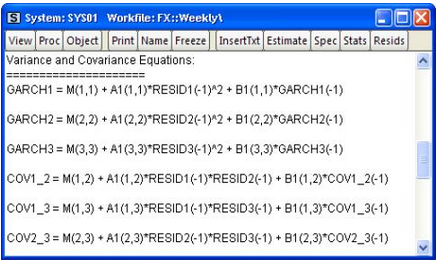 System: SYS01 Workfile: FX::Weekly\
View Proc Object Print Name Freeze InsertTxt Estimate Spec Stats Resids
Variance and Covariance Equations:
=====================
GARCH1 = M(1,1) + A1(1,1)*RESID1(-1)^2 + B1(1,1)*GARCH1(-1)
GARCH2 = M(2,2) + A1(2,2)*RESID2(-1)^2 + B1(2,2)*GARCH2(-1)
GARCH3 = M(3,3) + A1(3,3)*RESID3(-1)^2 + B1(3,3)*GARCH3(-1)
COV1_2 = M(1,2) + A1(1,2)*RESID1(-1)*RESID2(-1) + B1(1,2)*COV1_2(-1)
COV1_3 = M(1,3) + A1(1,3)*RESID1(-1)*RESID3(-1) + B1(1,3)*COV1_3(-1)
COV2_3 = M(2,3) + A1(2,3)*RESID2(-1)*RESID3(-1) + B1(2,3)*COV2_3(-1)